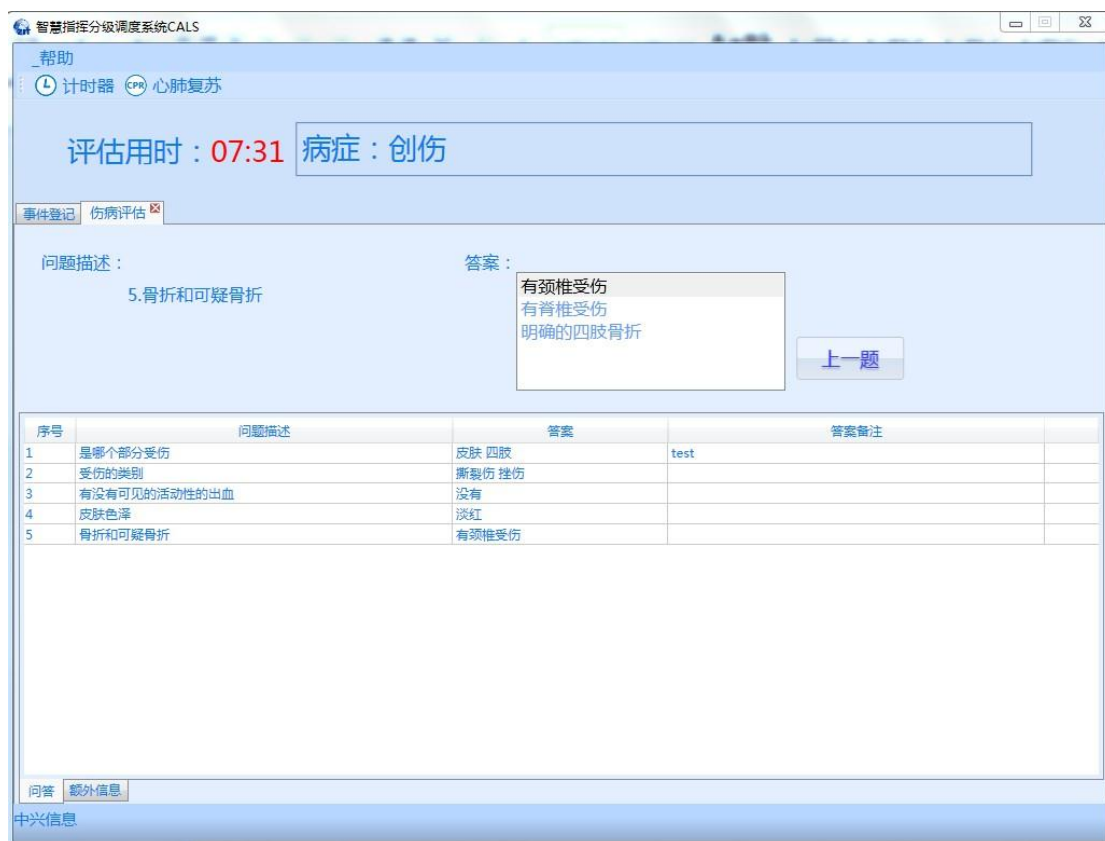 智慧指挥分级调度系统CALS
_帮助
计时器 CPR 心肺复苏
评估用时：07:31 病症：创伤
事件登记 伤病评估
问题描述： 答案：
5.骨折和可疑骨折
有颈椎受伤
有脊椎受伤
明确的四肢骨折
上一题
序号 问题描述 答案 答案备注
1 是哪个部分受伤 皮肤 四肢 test
2 受伤的类别 撕裂伤 挫伤
3 有没有可见的活动性的出血 没有
4 皮肤色泽 淡红
5 骨折和可疑骨折 有颈椎受伤
问答 额外信息
中兴信息